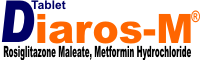 Tablet
Diaros-M®
Rosiglitazone Maleate, Metformin Hydrochloride